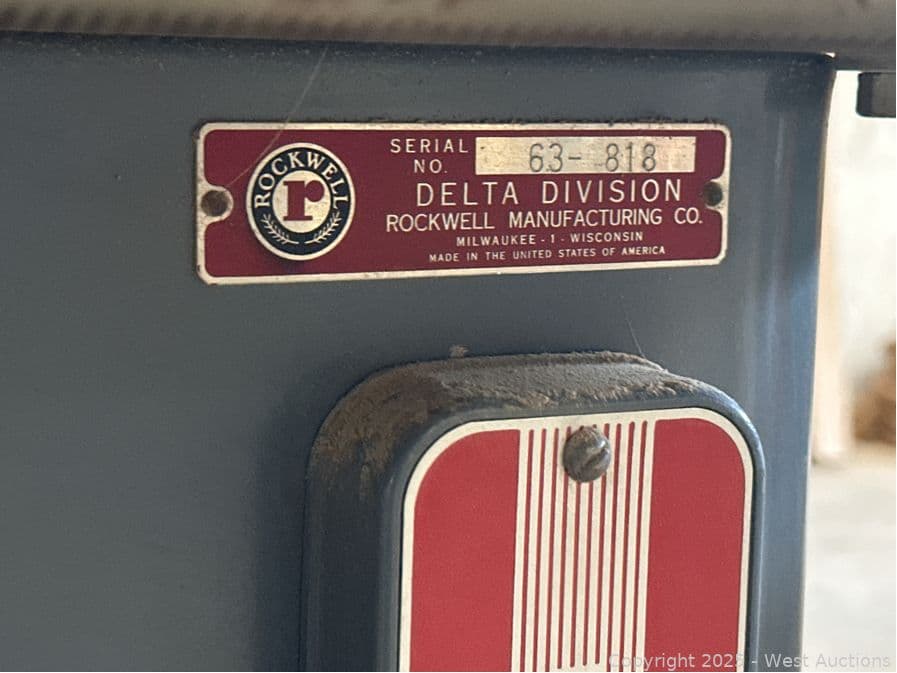 ROCKWELL
r
SERIAL NO. 63- 818
DELTA DIVISION
ROCKWELL MANUFACTURING CO.
MILWAUKEE - 1 - WISCONSIN
MADE IN THE UNITED STATES OF AMERICA
Copyright 2025 - West Auctions